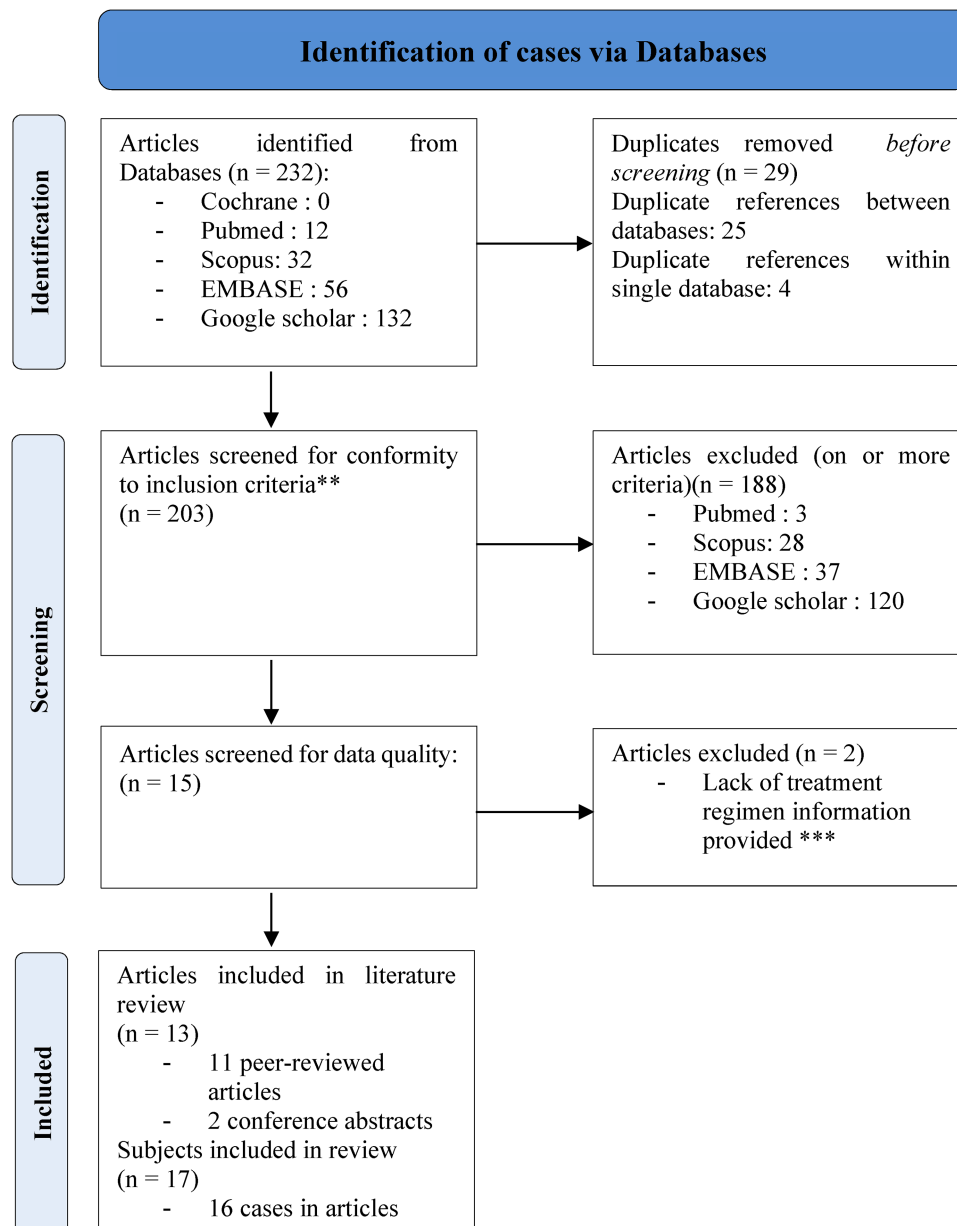 Identification of cases via Databases
Identification
Articles identified from
Databases (n = 232):
- Cochrane : 0
- Pubmed : 12
- Scopus: 32
- EMBASE : 56
- Google scholar : 132
Duplicates removed before
screening (n = 29)
Duplicate references between
databases: 25
Duplicate references within
single database: 4
Screening
Articles screened for conformity
to inclusion criteria**
(n = 203)
Articles excluded (on or more
criteria)(n = 188)
- Pubmed : 3
- Scopus: 28
- EMBASE : 37
- Google scholar : 120
Articles screened for data quality:
(n = 15)
Articles excluded (n = 2)
- Lack of treatment
regimen information
provided ***
Included
Articles included in literature
review
(n = 13)
- 11 peer-reviewed
articles
- 2 conference abstracts
Subjects included in review
(n = 17)
- 16 cases in articles